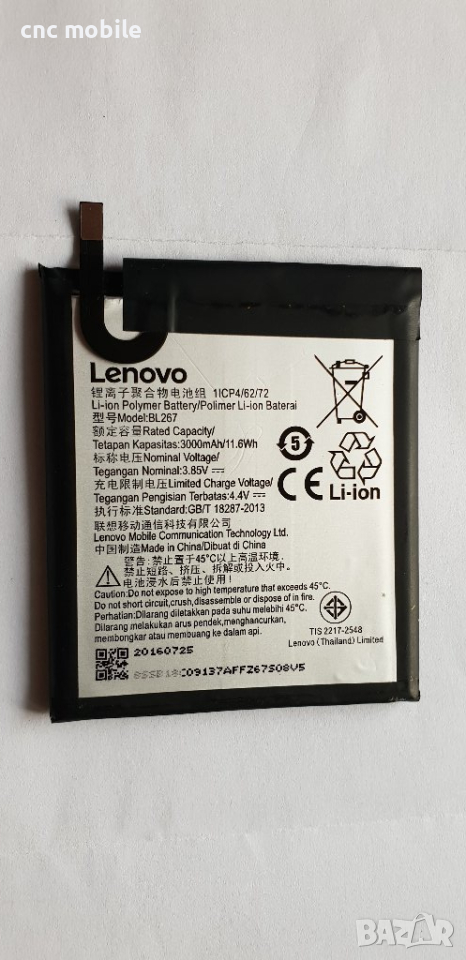 cnc mobile
Lenovo
锂离子聚合物电池组 1ICP4/62/72
Li-ion Polymer Battery/Polimer Li-ion Baterai
型号Model:BL267
额定容量Rated Capacity/
Tetapan Kapasitas:3000mAh/11.6Wh
标称电压Nominal Voltage/
Tegangan Nominal:3.85V
充电限制电压Limited Charge Voltage/
Tegangan Pengisian Terbatas:4.4V
执行标准Standard:GB/T 18287-2013
联想移动通信科技有限公司
Lenovo Mobile Communication Technology Ltd.
中国制造Made in China/Dibuat di China
警告:禁止置于45°C以上高温环境.
禁止短路、挤压、拆解或投入火中.
电池浸水后禁止使用!
Caution:Avoid exposure to high temperature that exceeds 45°C.
Do not short circuit,crush,disassemble or dispose of in fire.
Perhatian:Dilarang diletakkan pada suhu melebihi 45°C.
Dilarang melakukan arus pendek,menghancurkan,
membongkar atau membuang ke dalam api.
20160725
C09137AFFZ67S08V5
5
CE
Li-ion
TIS 2217-2548
Lenovo (Thailand) Limited
BAZAR